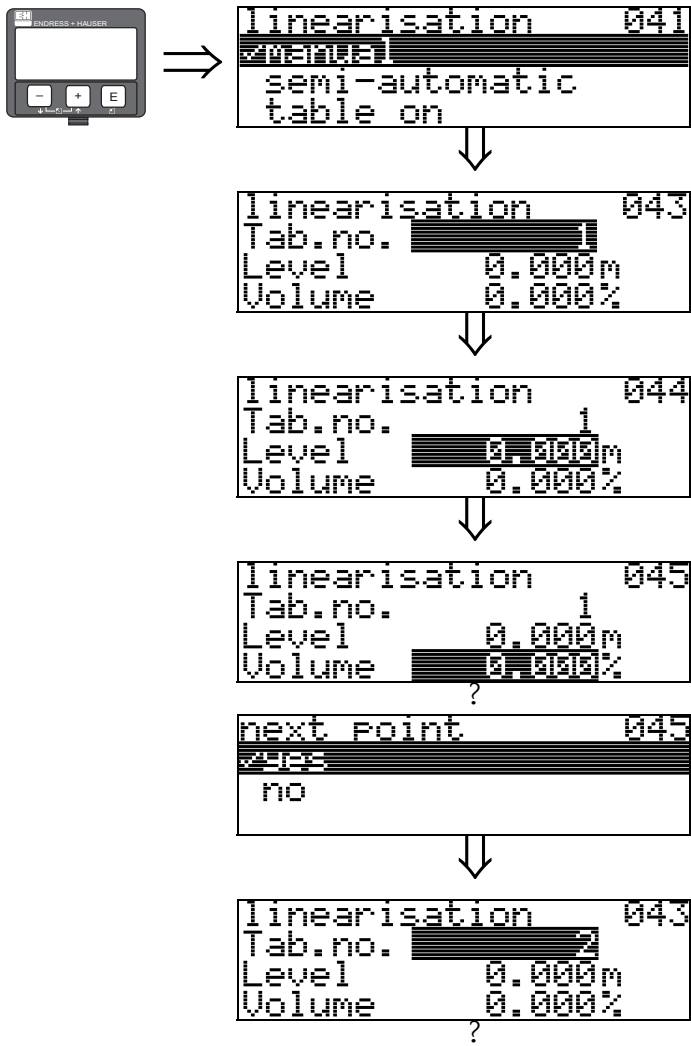 E+H
ENDRESS + HAUSER
− + E
linearisation 041
✓manual
semi-automatic
table on
linearisation 043
Tab.no. 1
Level 0.000m
Volume 0.000%
linearisation 044
Tab.no. 1
Level 0.000m
Volume 0.000%
linearisation 045
Tab.no. 1
Level 0.000m
Volume 0.000%
?
next point 045
✓yes
no
linearisation 043
Tab.no. 2
Level 0.000m
Volume 0.000%
?